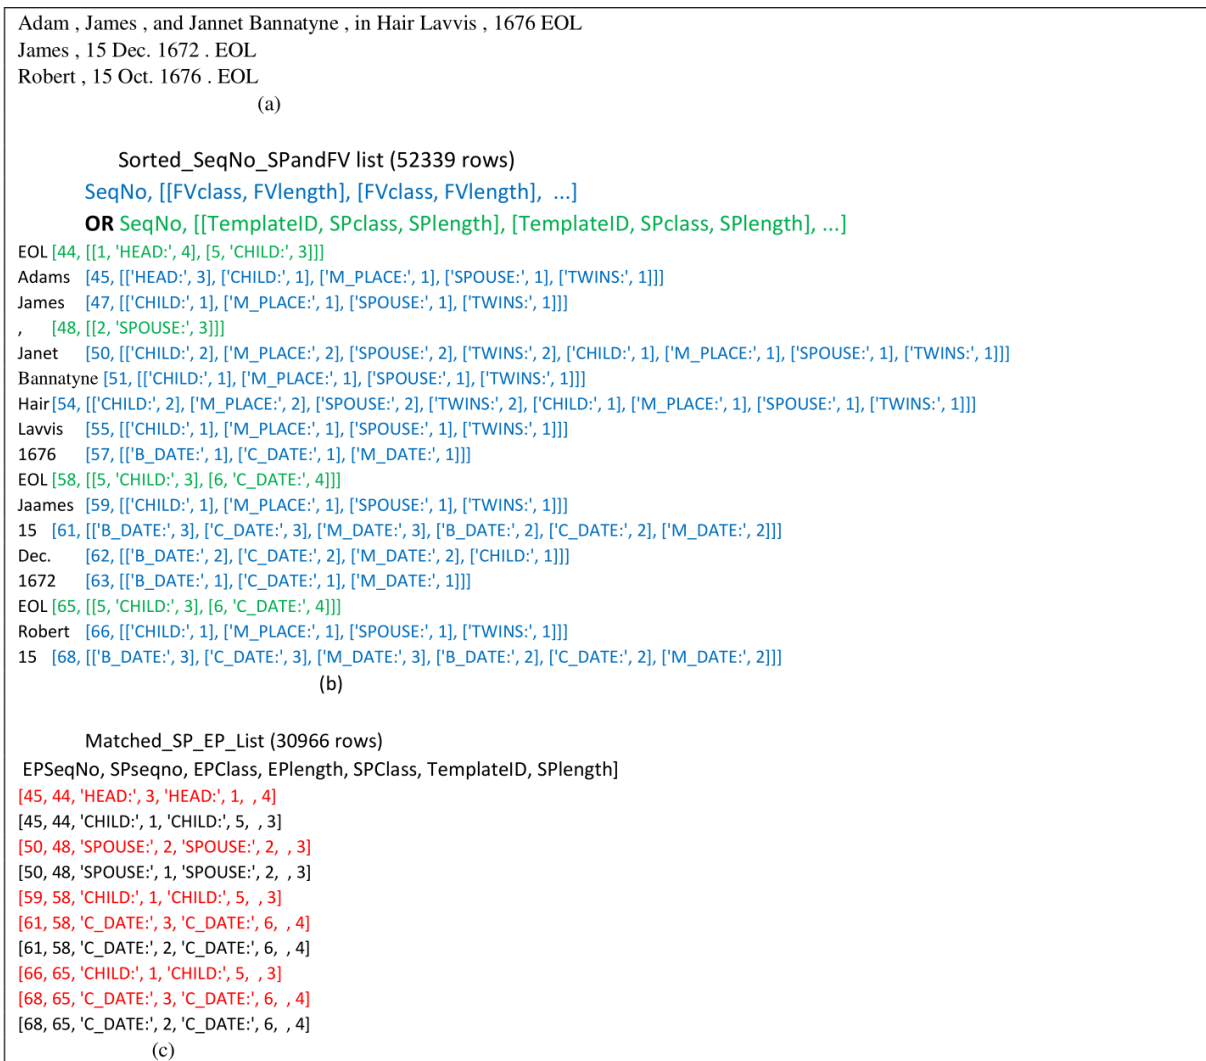 Adam , James , and Jannet Bannatyne , in Hair Lavvis , 1676 EOL
James , 15 Dec. 1672 . EOL
Robert , 15 Oct. 1676 . EOL
(a)
Sorted_SeqNo_SPandFV list (52339 rows)
SeqNo, [[FVclass, FVlength], [FVclass, FVlength], ...]
OR SeqNo, [[TemplateID, SPclass, SPlength], [TemplateID, SPclass, SPlength], ...]
EOL [44, [[1, 'HEAD:', 4], [5, 'CHILD:', 3]]]
Adams [45, [['HEAD:', 3], ['CHILD:', 1], ['M_PLACE:', 1], ['SPOUSE:', 1], ['TWINS:', 1]]]
James [47, [['CHILD:', 1], ['M_PLACE:', 1], ['SPOUSE:', 1], ['TWINS:', 1]]]
, [48, [[2, 'SPOUSE:', 3]]]
Janet [50, [['CHILD:', 2], ['M_PLACE:', 2], ['SPOUSE:', 2], ['TWINS:', 2], ['CHILD:', 1], ['M_PLACE:', 1], ['SPOUSE:', 1], ['TWINS:', 1]]]
Bannatyne [51, [['CHILD:', 1], ['M_PLACE:', 1], ['SPOUSE:', 1], ['TWINS:', 1]]]
Hair [54, [['CHILD:', 2], ['M_PLACE:', 2], ['SPOUSE:', 2], ['TWINS:', 2], ['CHILD:', 1], ['M_PLACE:', 1], ['SPOUSE:', 1], ['TWINS:', 1]]]
Lavvis [55, [['CHILD:', 1], ['M_PLACE:', 1], ['SPOUSE:', 1], ['TWINS:', 1]]]
1676 [57, [['B_DATE:', 1], ['C_DATE:', 1], ['M_DATE:', 1]]]
EOL [58, [[5, 'CHILD:', 3], [6, 'C_DATE:', 4]]]
Jaames [59, [['CHILD:', 1], ['M_PLACE:', 1], ['SPOUSE:', 1], ['TWINS:', 1]]]
15 [61, [['B_DATE:', 3], ['C_DATE:', 3], ['M_DATE:', 3], ['B_DATE:', 2], ['C_DATE:', 2], ['M_DATE:', 2]]]
Dec. [62, [['B_DATE:', 2], ['C_DATE:', 2], ['M_DATE:', 2], ['CHILD:', 1]]]
1672 [63, [['B_DATE:', 1], ['C_DATE:', 1], ['M_DATE:', 1]]]
EOL [65, [[5, 'CHILD:', 3], [6, 'C_DATE:', 4]]]
Robert [66, [['CHILD:', 1], ['M_PLACE:', 1], ['SPOUSE:', 1], ['TWINS:', 1]]]
15 [68, [['B_DATE:', 3], ['C_DATE:', 3], ['M_DATE:', 3], ['B_DATE:', 2], ['C_DATE:', 2], ['M_DATE:', 2]]]
(b)
Matched_SP_EP_List (30966 rows)
EPSeqNo, SPseqno, EPClass, EPlength, SPClass, TemplateID, SPlength]
[45, 44, 'HEAD:', 3, 'HEAD:', 1, , 4]
[45, 44, 'CHILD:', 1, 'CHILD:', 5, , 3]
[50, 48, 'SPOUSE:', 2, 'SPOUSE:', 2, , 3]
[50, 48, 'SPOUSE:', 1, 'SPOUSE:', 2, , 3]
[59, 58, 'CHILD:', 1, 'CHILD:', 5, , 3]
[61, 58, 'C_DATE:', 3, 'C_DATE:', 6, , 4]
[61, 58, 'C_DATE:', 2, 'C_DATE:', 6, , 4]
[66, 65, 'CHILD:', 1, 'CHILD:', 5, , 3]
[68, 65, 'C_DATE:', 3, 'C_DATE:', 6, , 4]
[68, 65, 'C_DATE:', 2, 'C_DATE:', 6, , 4]
(c)